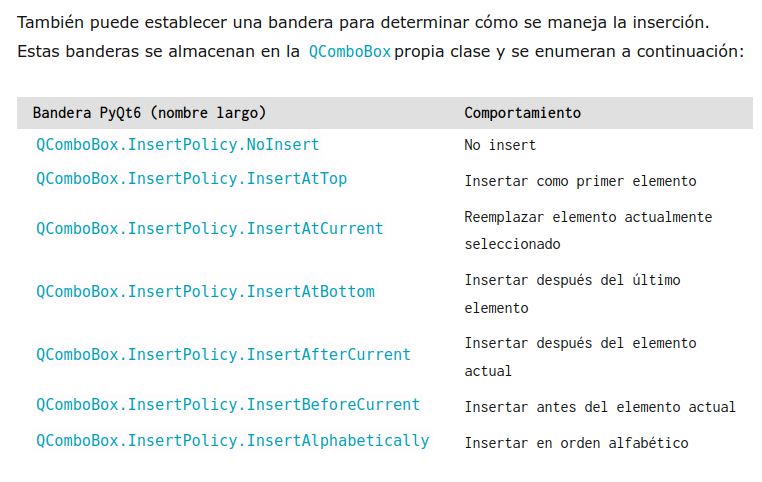 También puede establecer una bandera para determinar cómo se maneja la inserción.
Estas banderas se almacenan en la QComboBox propia clase y se enumeran a continuación:
Bandera PyQt6 (nombre largo) Comportamiento
QComboBox.InsertPolicy.NoInsert No insert
QComboBox.InsertPolicy.InsertAtTop Insertar como primer elemento
QComboBox.InsertPolicy.InsertAtCurrent Reemplazar elemento actualmente
seleccionado
QComboBox.InsertPolicy.InsertAtBottom Insertar después del último
elemento
QComboBox.InsertPolicy.InsertAfterCurrent Insertar después del elemento
actual
QComboBox.InsertPolicy.InsertBeforeCurrent Insertar antes del elemento actual
QComboBox.InsertPolicy.InsertAlphabetically Insertar en orden alfabético